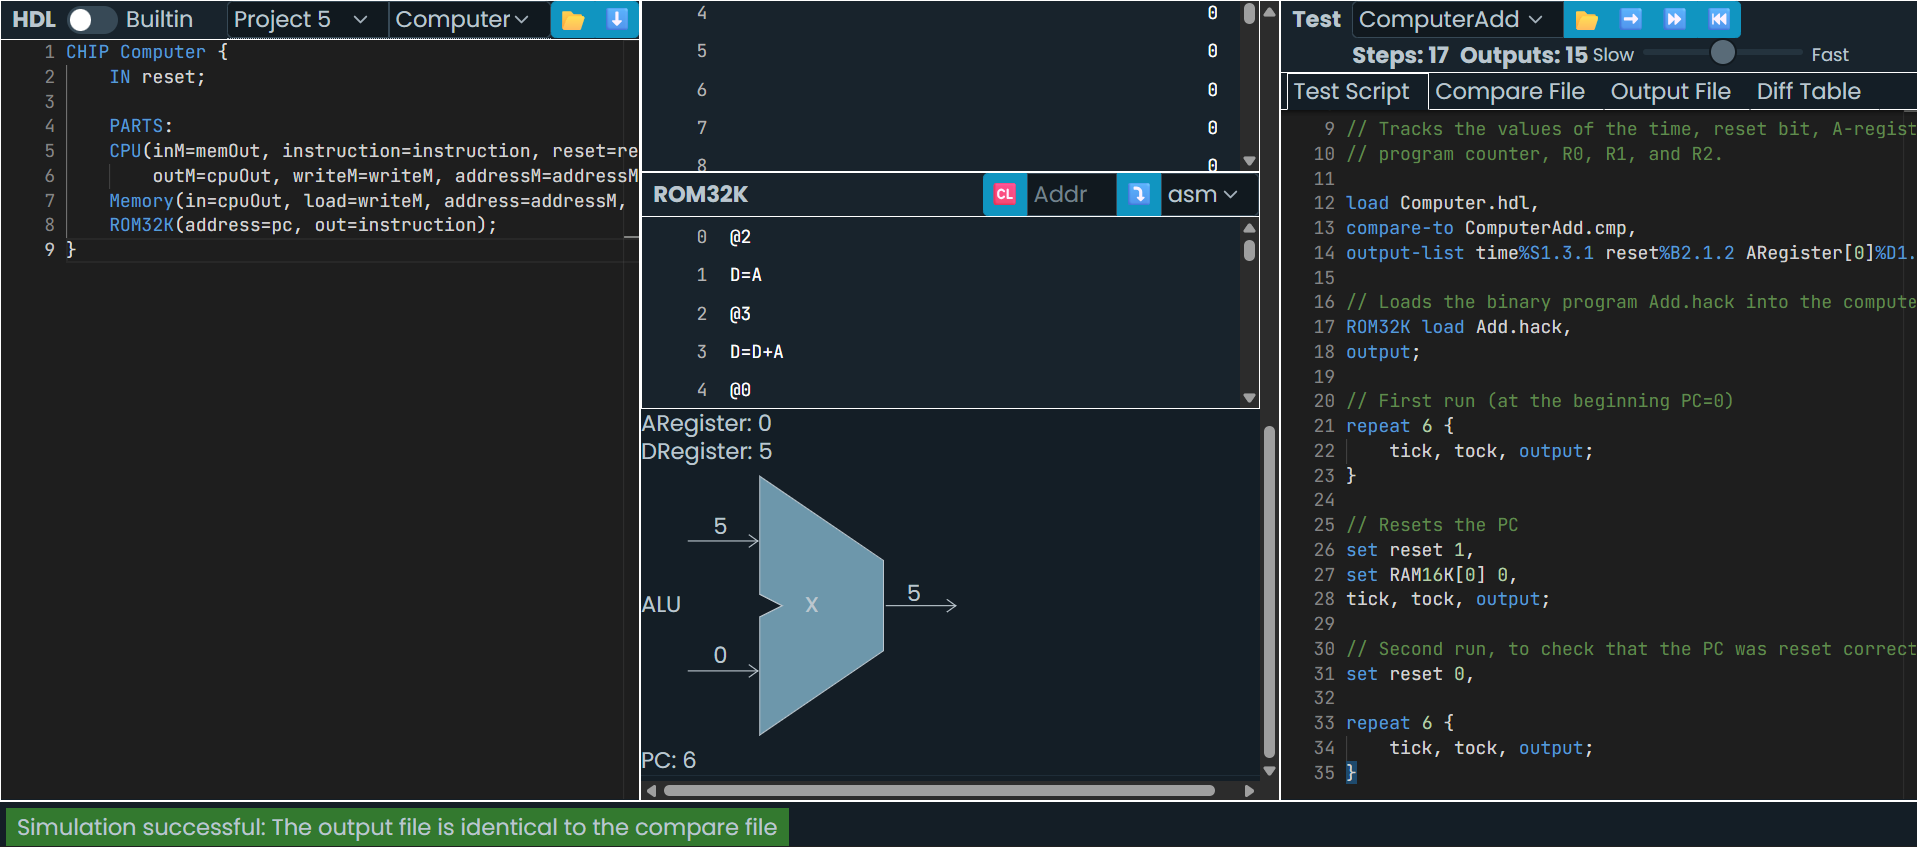 HDL Builtin Project 5 Computer
1 CHIP Computer {
2 IN reset;
3
4 PARTS:
5 CPU(inM=memOut, instruction=instruction, reset=re
6 outM=cpuOut, writeM=writeM, addressM=addressM
7 Memory(in=cpuOut, load=writeM, address=addressM,
8 ROM32K(address=pc, out=instruction);
9 }
4 0
5 0
6 0
7 0
8 0
ROM32K CL Addr asm
0 @2
1 D=A
2 @3
3 D=D+A
4 @0
ARegister: 0
DRegister: 5
5
ALU X 5
0
PC: 6
Test ComputerAdd
Steps: 17 Outputs: 15 Slow Fast
Test Script Compare File Output File Diff Table
9 // Tracks the values of the time, reset bit, A-regist
10 // program counter, R0, R1, and R2.
11
12 load Computer.hdl,
13 compare-to ComputerAdd.cmp,
14 output-list time%S1.3.1 reset%B2.1.2 ARegister[0]%D1.
15
16 // Loads the binary program Add.hack into the compute
17 ROM32K load Add.hack,
18 output;
19
20 // First run (at the beginning PC=0)
21 repeat 6 {
22 tick, tock, output;
23 }
24
25 // Resets the PC
26 set reset 1,
27 set RAM16K[0] 0,
28 tick, tock, output;
29
30 // Second run, to check that the PC was reset correct
31 set reset 0,
32
33 repeat 6 {
34 tick, tock, output;
35 }
Simulation successful: The output file is identical to the compare file